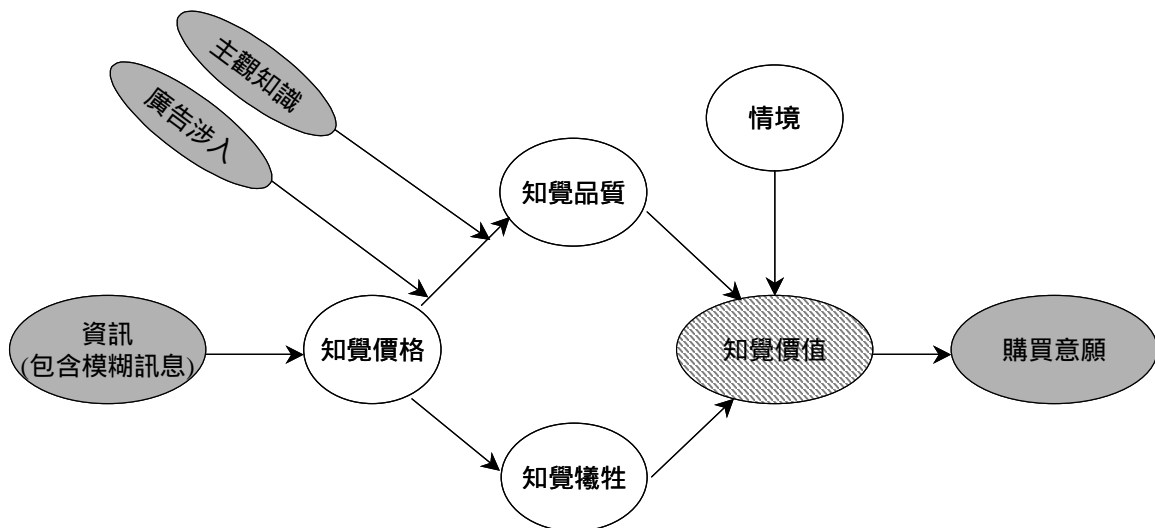 主觀知識
廣告涉入
情境
知覺品質
資訊
(包含模糊訊息)
知覺價格
知覺價值
購買意願
知覺犧牲